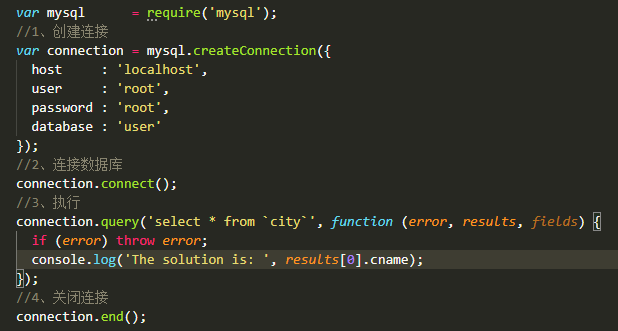 var mysql      = require('mysql');
//1、创建连接
var connection = mysql.createConnection({
  host     : 'localhost',
  user     : 'root',
  password : 'root',
  database : 'user'
});
//2、连接数据库
connection.connect();
//3、执行
connection.query('select * from `city`', function (error, results, fields) {
  if (error) throw error;
  console.log('The solution is: ', results[0].cname);
});
//4、关闭连接
connection.end();